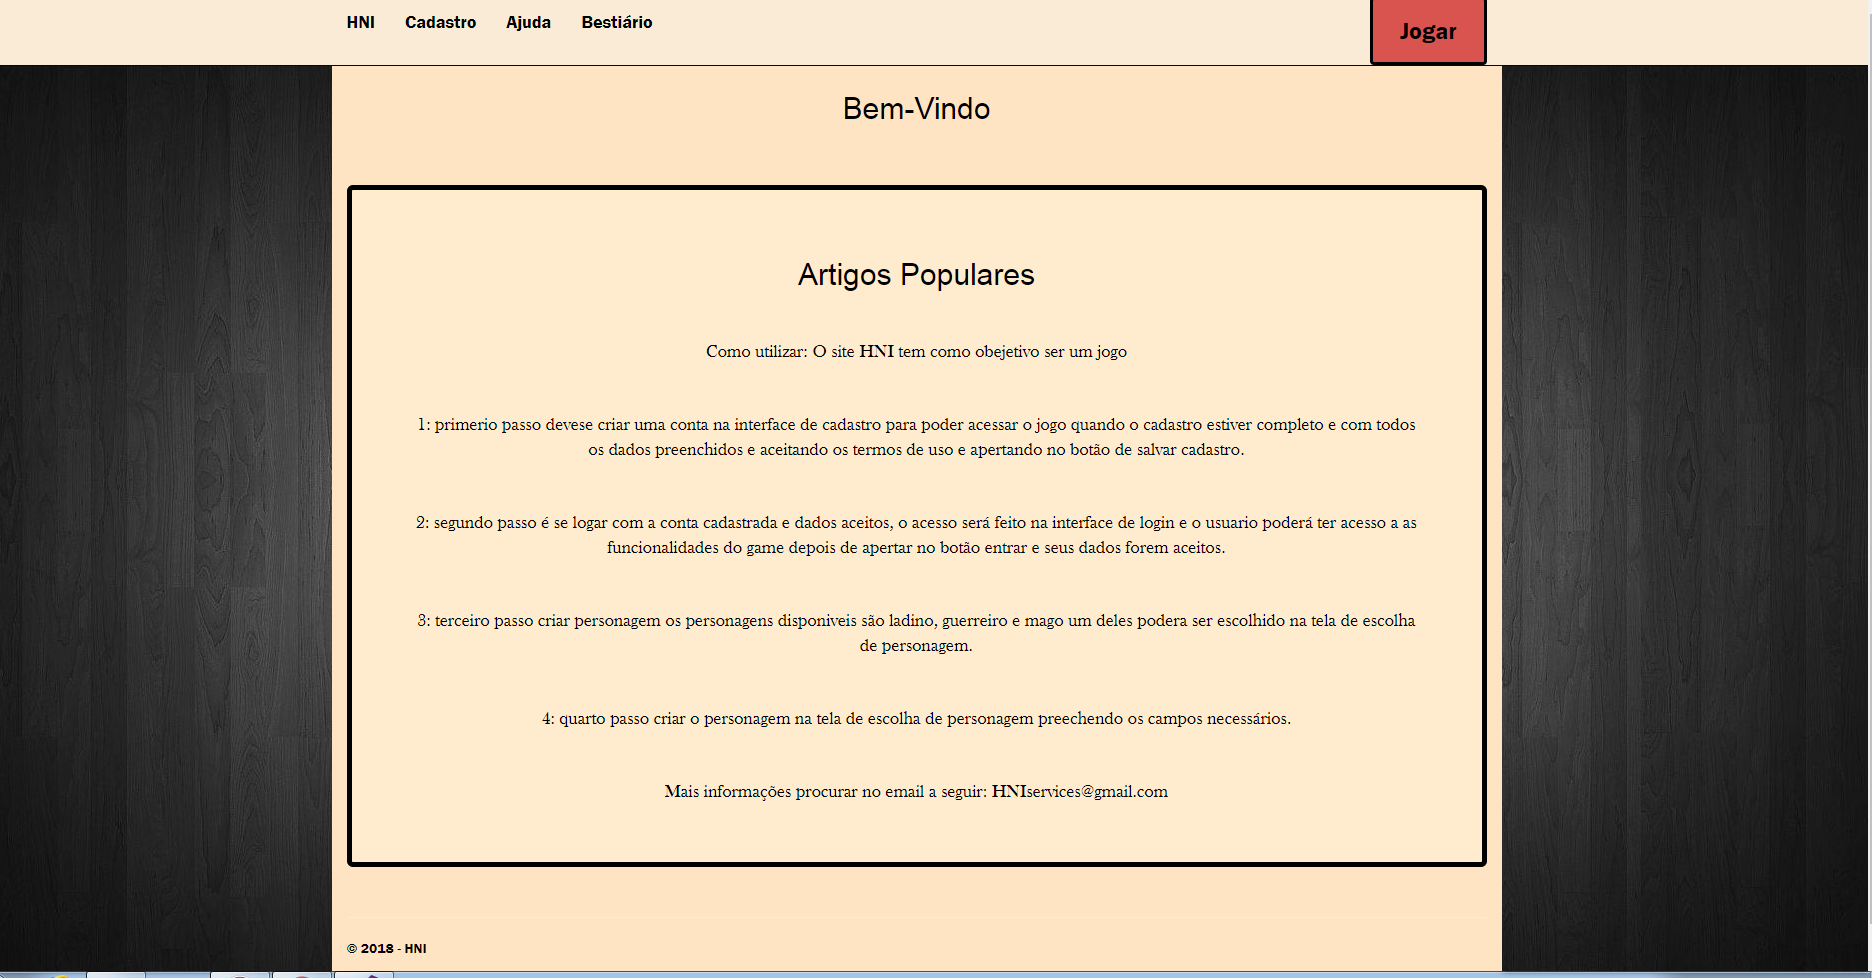 HNI Cadastro Ajuda Bestiário Jogar
Bem-Vindo
Artigos Populares
Como utilizar: O site HNI tem como obejetivo ser um jogo
1: primerio passo devese criar uma conta na interface de cadastro para poder acessar o jogo quando o cadastro estiver completo e com todos
os dados preenchidos e aceitando os termos de uso e apertando no botão de salvar cadastro.
2: segundo passo é se logar com a conta cadastrada e dados aceitos, o acesso será feito na interface de login e o usuario poderá ter acesso a as
funcionalidades do game depois de apertar no botão entrar e seus dados forem aceitos.
3: terceiro passo criar personagem os personagens disponiveis são ladino, guerreiro e mago um deles podera ser escolhido na tela de escolha
de personagem.
4: quarto passo criar o personagem na tela de escolha de personagem preechendo os campos necessários.
Mais informações procurar no email a seguir: HNIservices@gmail.com
© 2018 - HNI